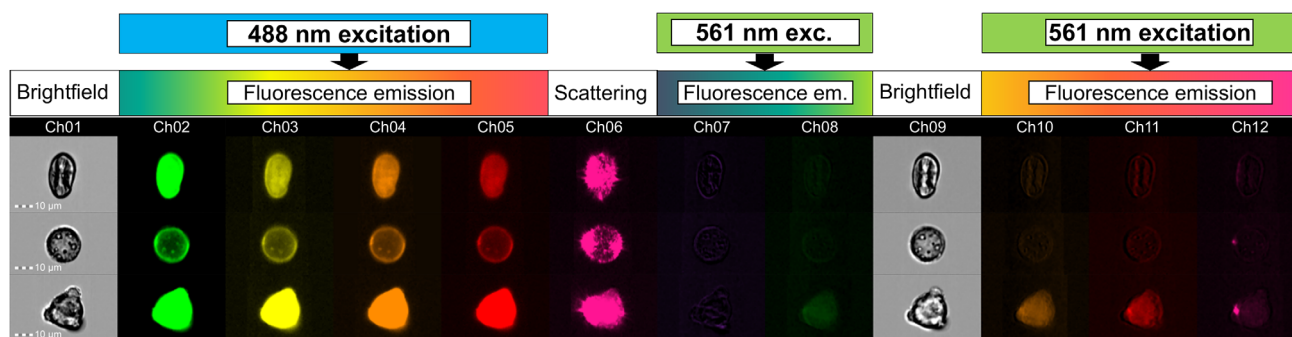 488 nm excitation
561 nm exc.
561 nm excitation
Brightfield
Fluorescence emission
Scattering
Fluorescence em.
Brightfield
Fluorescence emission
Ch01
Ch02
Ch03
Ch04
Ch05
Ch06
Ch07
Ch08
Ch09
Ch10
Ch11
Ch12
10 µm
10 µm
10 µm